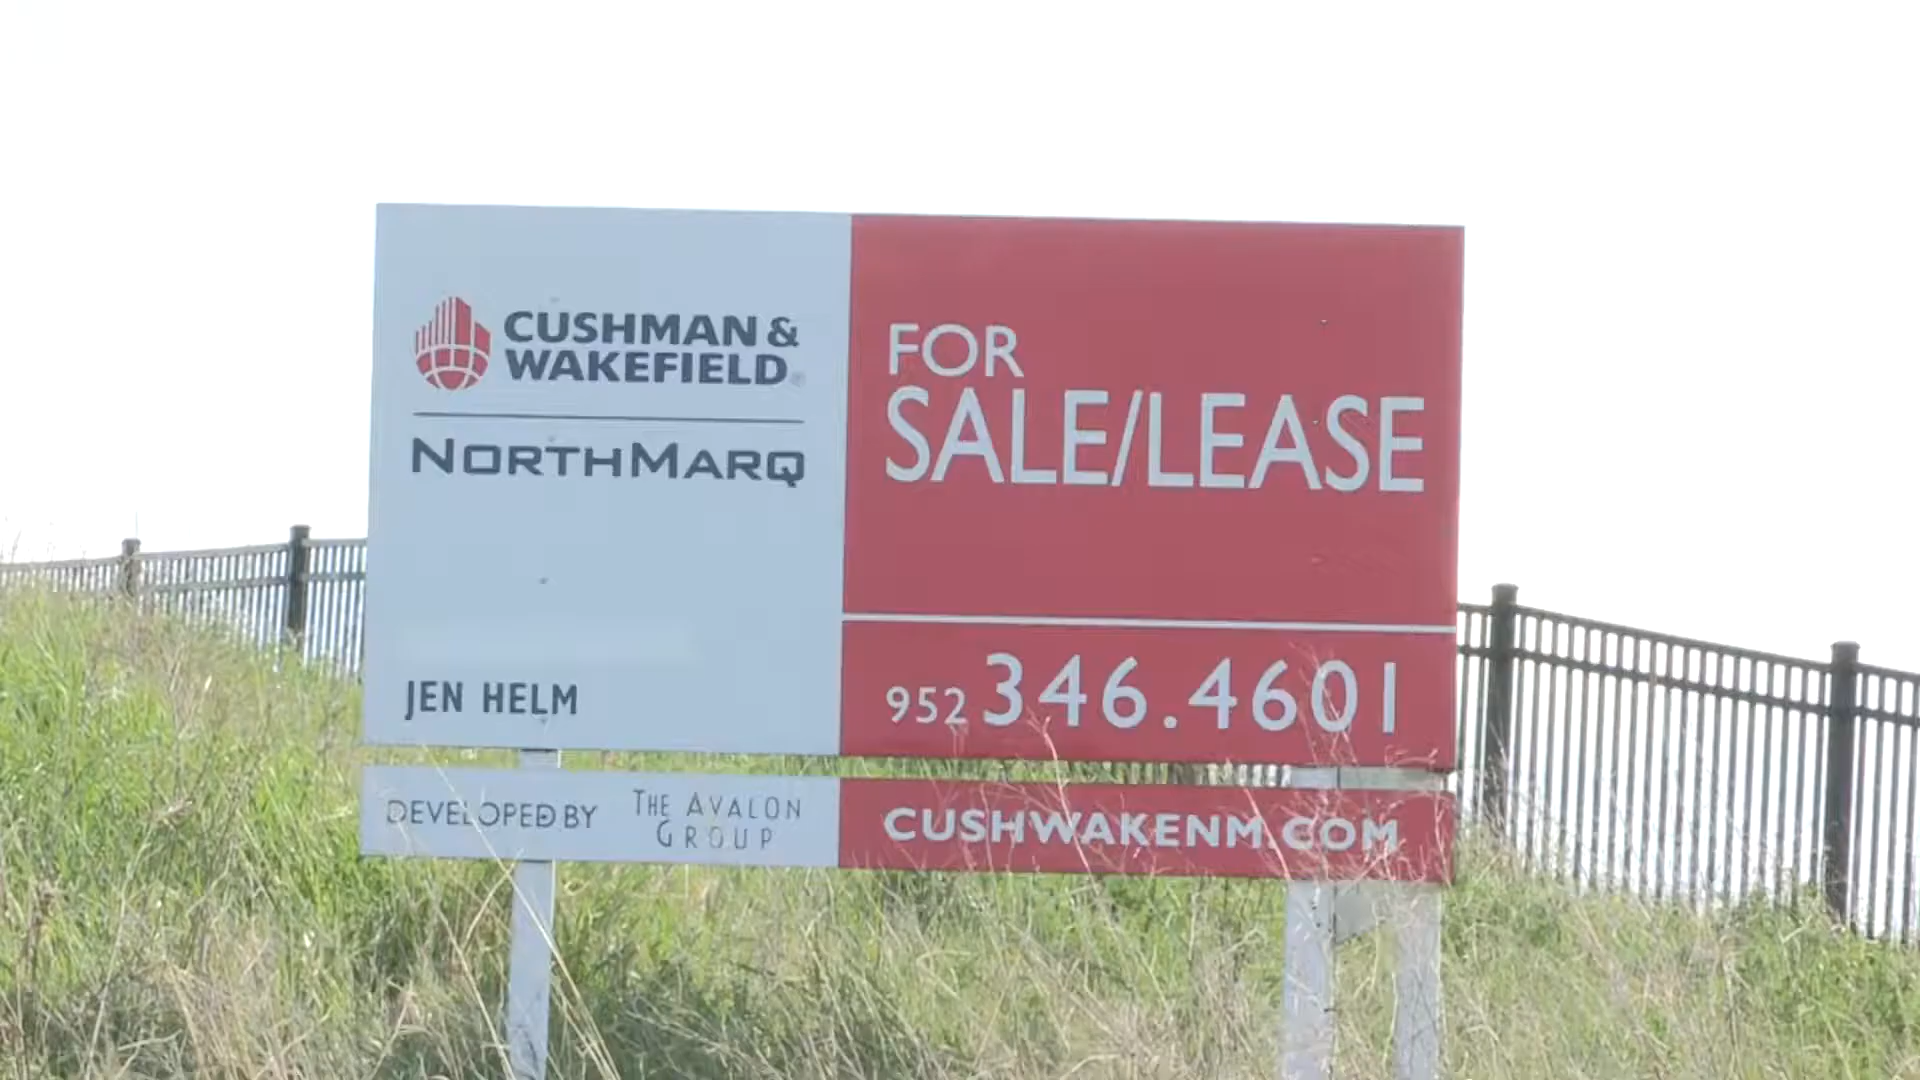 CUSHMAN &
WAKEFIELD
NORTHMARQ
JEN HELM
FOR
SALE/LEASE
952 346.4601
DEVELOPED BY
THE AVALON
GROUP
CUSHWAKENM.COM